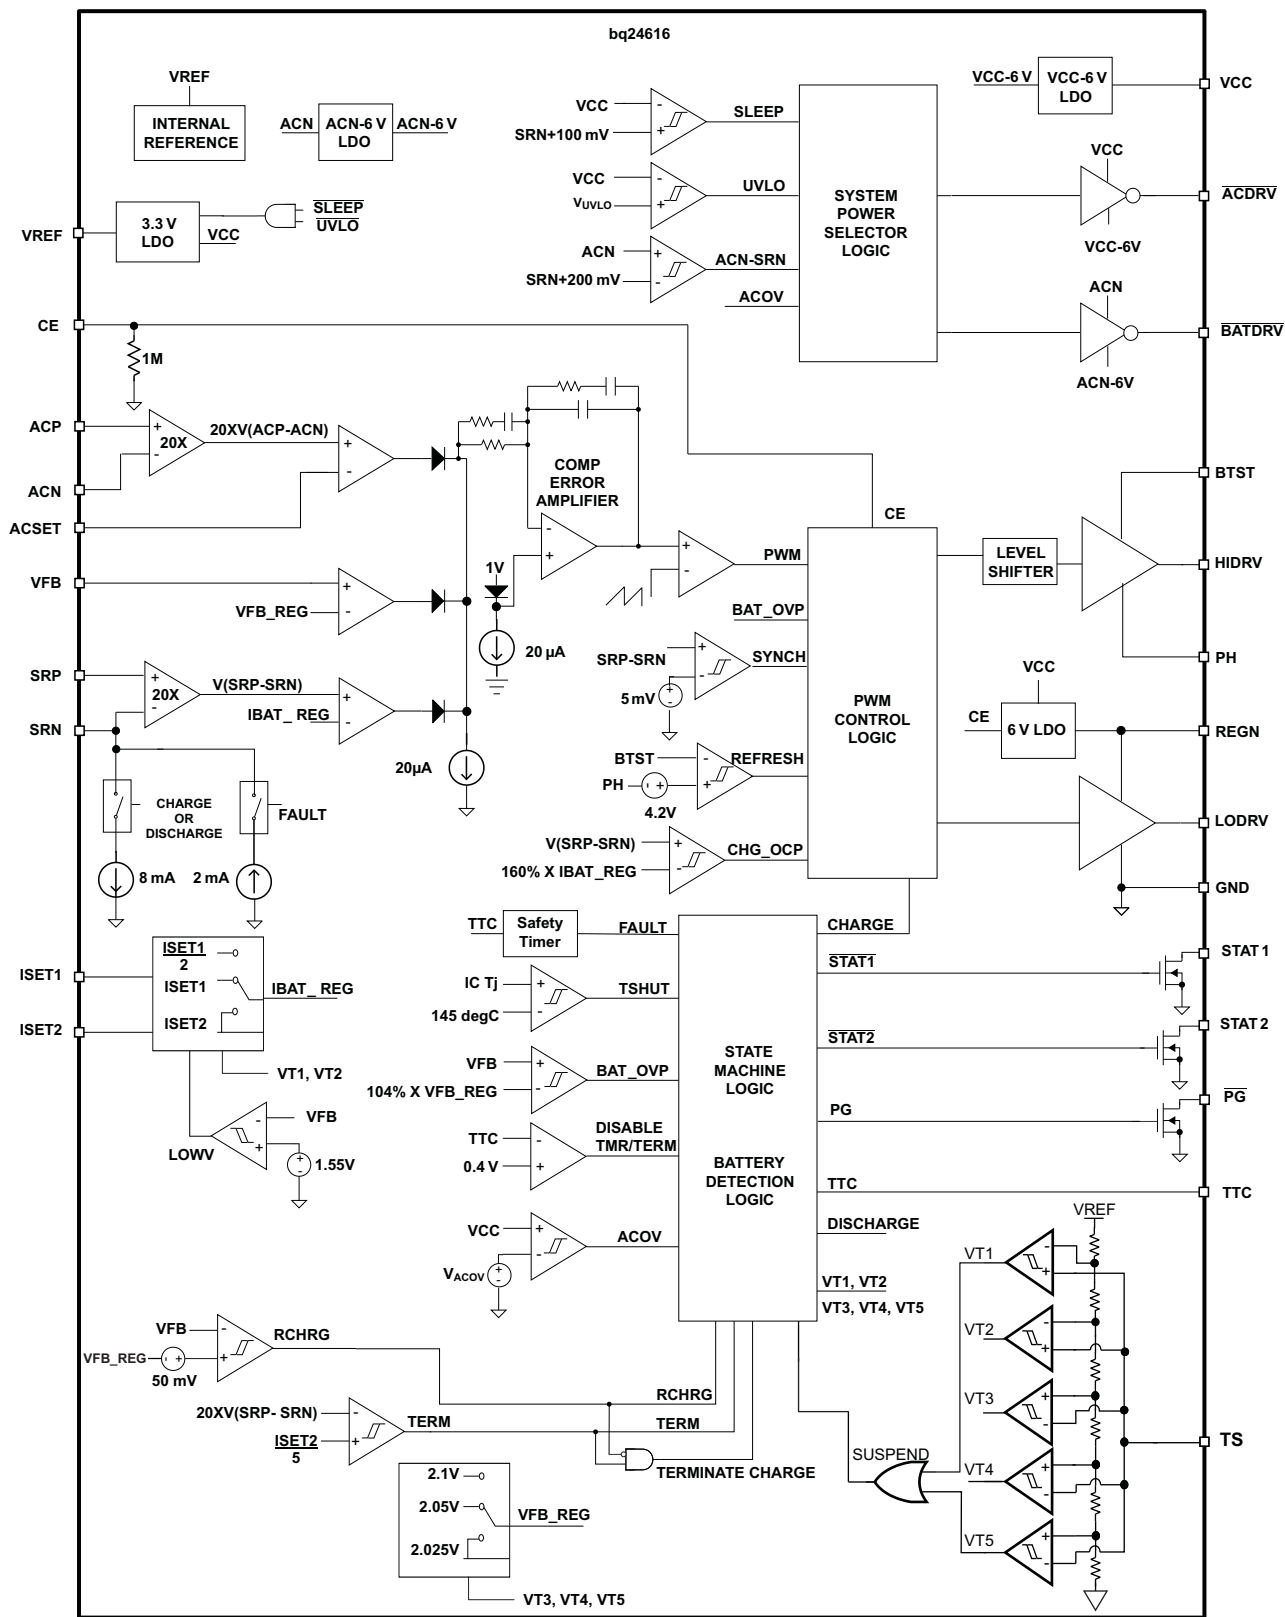 bq24616
VREF
INTERNAL
REFERENCE
ACN
ACN-6 V
LDO
ACN-6 V
VCC
SRN+100 mV
SLEEP
VCC
VUVLO
UVLO
ACN
SRN+200 mV
ACN-SRN
ACOV
SYSTEM
POWER
SELECTOR
LOGIC
VCC-6 V
VCC-6 V
LDO
VCC
VCC
VCC-6V
ACDRV
ACN
ACN-6V
BATDRV
VREF
3.3 V
LDO
VCC
SLEEP
UVLO
CE
1M
ACP
20X
+
-
20XV(ACP-ACN)
+
-
ACN
ACSET
COMP
ERROR
AMPLIFIER
-
+
1V
20 µA
+
-
PWM
CE
VFB
VFB_REG
+
-
SRP
+
-
20X
V(SRP-SRN)
IBAT_ REG
+
-
SRN
20µA
CHARGE
OR
DISCHARGE
FAULT
8 mA
2 mA
BAT_OVP
SRP-SRN
SYNCH
5 mV
BTST
PH
REFRESH
4.2V
V(SRP-SRN)
160% X IBAT_REG
CHG_OCP
PWM
CONTROL
LOGIC
LEVEL
SHIFTER
BTST
HIDRV
PH
VCC
CE
6 V LDO
REGN
LODRV
GND
ISET1
ISET2
ISET1
2
ISET1
ISET2
IBAT_ REG
VT1, VT2
VFB
LOWV
1.55V
TTC
Safety
Timer
FAULT
IC Tj
145 degC
TSHUT
VFB
104% X VFB_REG
BAT_OVP
TTC
0.4 V
DISABLE
TMR/TERM
VCC
VACOV
ACOV
STATE
MACHINE
LOGIC
BATTERY
DETECTION
LOGIC
CHARGE
STAT1
STAT1
STAT2
STAT 2
PG
PG
TTC
TTC
DISCHARGE
VT1, VT2
VT3, VT4, VT5
VREF
VT1
VT2
VT3
VT4
VT5
SUSPEND
TS
VFB
VFB_REG
50 mV
RCHRG
RCHRG
20XV(SRP- SRN)
ISET2
5
TERM
TERM
TERMINATE CHARGE
2.1V
2.05V
2.025V
VFB_REG
VT3, VT4, VT5